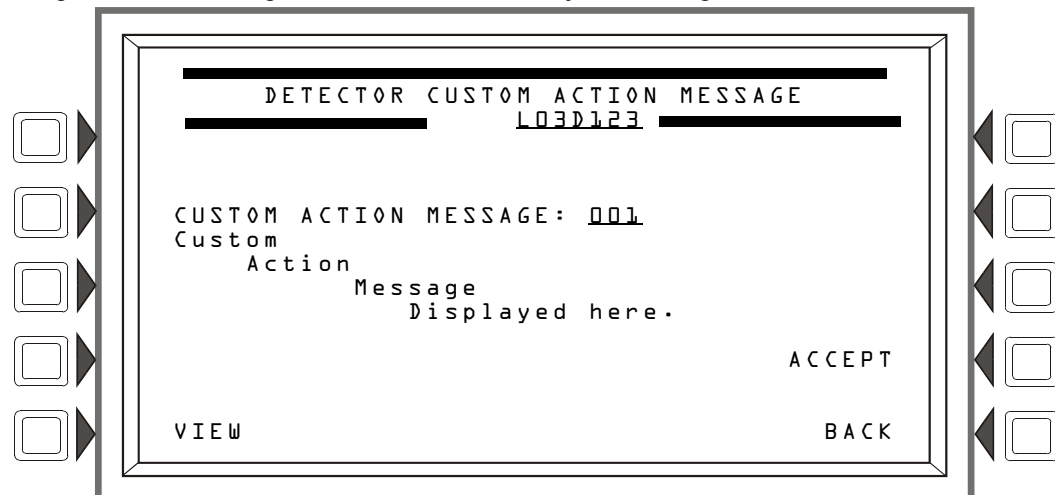 DETECTOR CUSTOM ACTION MESSAGE
L03D123
CUSTOM ACTION MESSAGE: 001
Custom
Action
Message
Displayed here.
ACCEPT
VIEW BACK